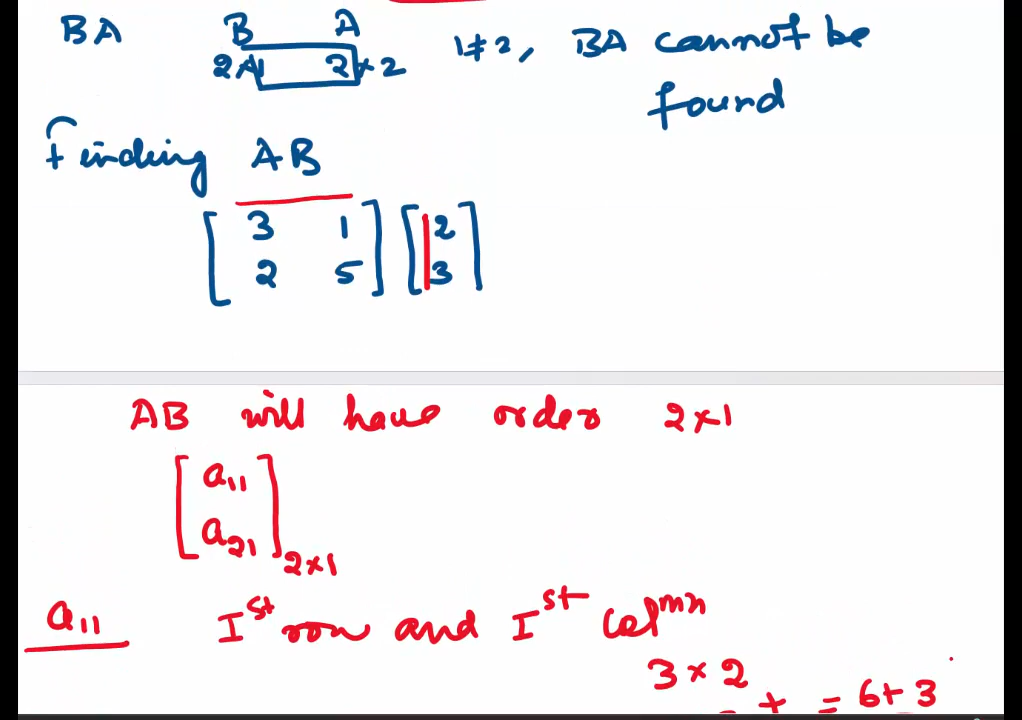 BA B A 1≠2, BA cannot be
2×1 2×2 found
Finding AB
[ 3 1 ] [ 2 ]
[ 2 5 ] [ 3 ]
AB will have order 2×1
[ a₁₁ ]
[ a₂₁ ] 2×1
a₁₁ Iˢᵗ row and Iˢᵗ colᵐⁿ
3×2
+ = 6+3